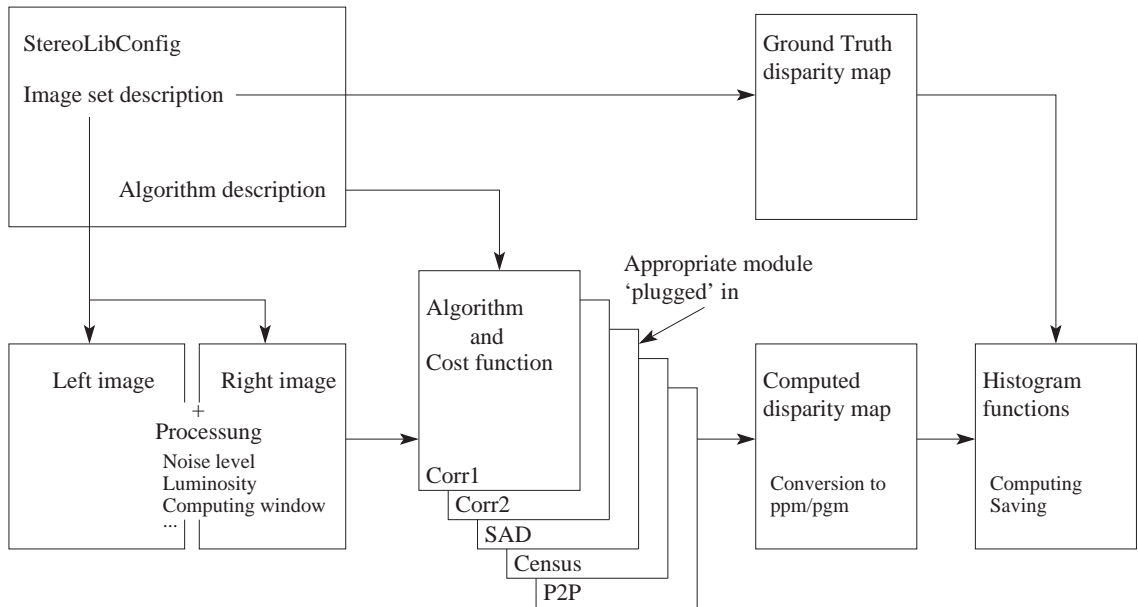 StereoLibConfig
Image set description
Algorithm description
Ground Truth
disparity map
Appropriate module
‘plugged’ in
Algorithm
and
Cost function
Corr1
Corr2
SAD
Census
P2P
Left image
Right image
+
Processung
Noise level
Luminosity
Computing window
...
Computed
disparity map
Conversion to
ppm/pgm
Histogram
functions
Computing
Saving